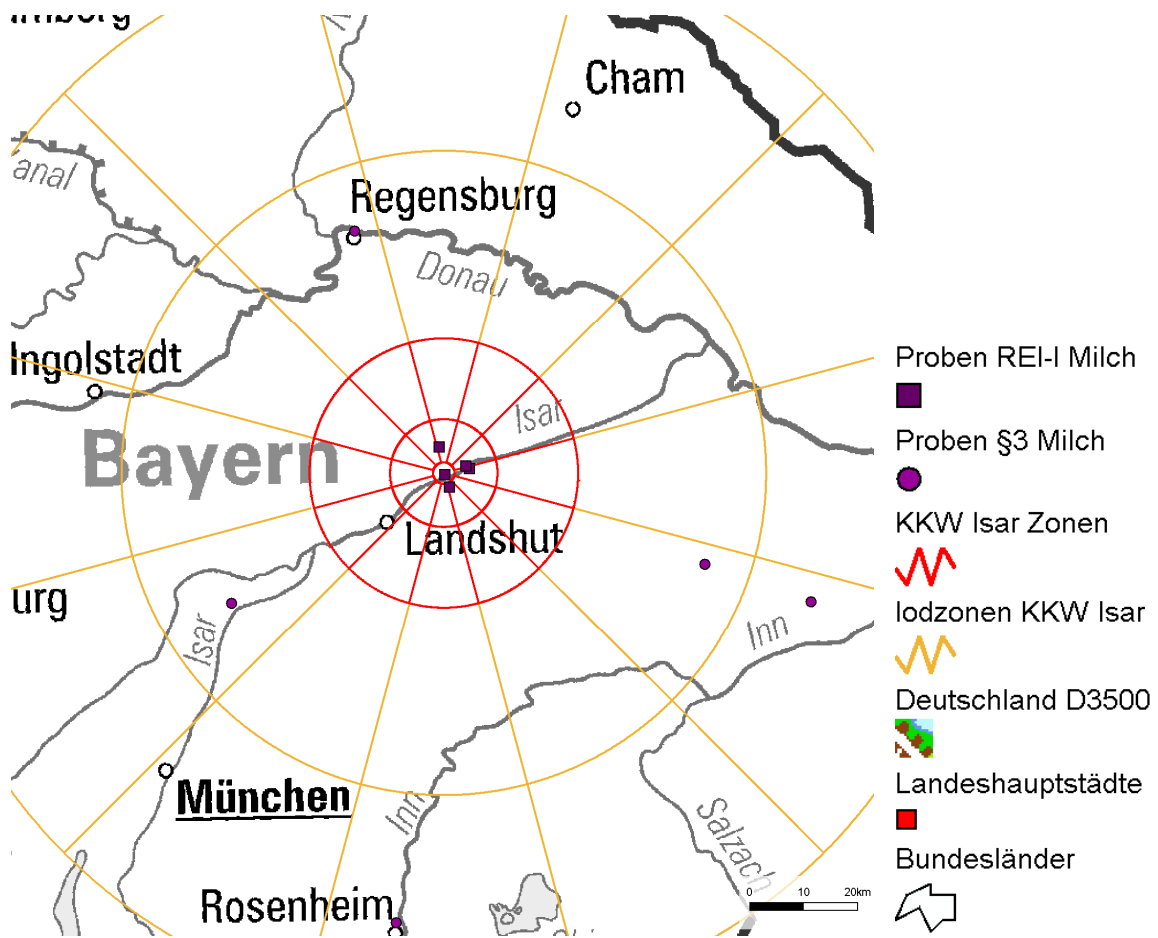 Cham
anal
Regensburg
Donau
Ingolstadt
Isar
Bayern
Landshut
urg
Isar
Inn
München
Inn
Salzach
Rosenheim
0 10 20km
Proben REI-I Milch
Proben §3 Milch
KKW Isar Zonen
Iodzonen KKW Isar
Deutschland D3500
Landeshauptstädte
Bundesländer